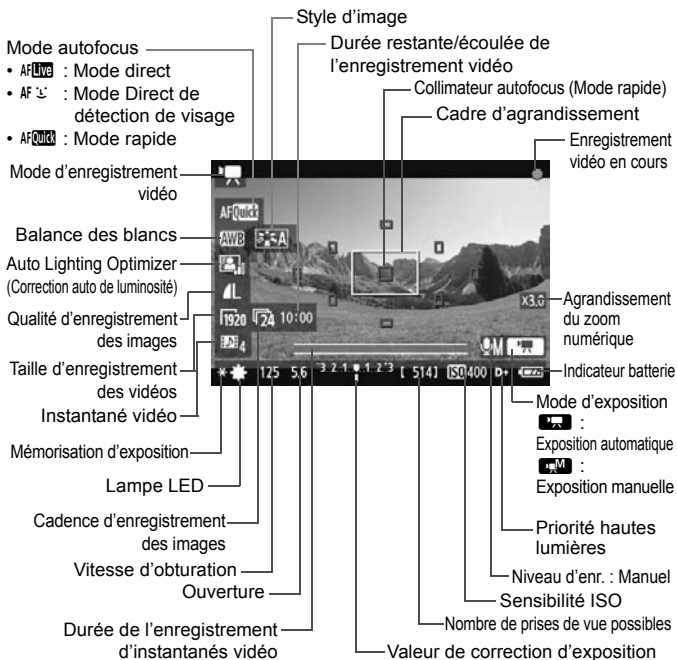 Style d'image
Mode autofocus
Durée restante/écoulée de
l'enregistrement vidéo
• AF Live : Mode direct
• AF : Mode Direct de
détection de visage
• AF Quick : Mode rapide
Collimateur autofocus (Mode rapide)
Cadre d'agrandissement
Enregistrement
vidéo en cours
Mode d'enregistrement
vidéo
AF Quick
Balance des blancs
AWB
A
Auto Lighting Optimizer
(Correction auto de luminosité)
Qualité d'enregistrement
des images
L
x3.0
Agrandissement
du zoom
numérique
Taille d'enregistrement
des vidéos
1920
24
10:00
Instantané vidéo
4
M
Indicateur batterie
125 5.6 3 2 1 1 2 3 [ 514] ISO 400 D+
Mode d'exposition
:
Exposition automatique
M :
Exposition manuelle
Mémorisation d'exposition
Lampe LED
Cadence d'enregistrement
des images
Priorité hautes
lumières
Vitesse d'obturation
Niveau d'enr. : Manuel
Ouverture
Sensibilité ISO
Nombre de prises de vue possibles
Durée de l'enregistrement
d'instantanés vidéo
Valeur de correction d'exposition